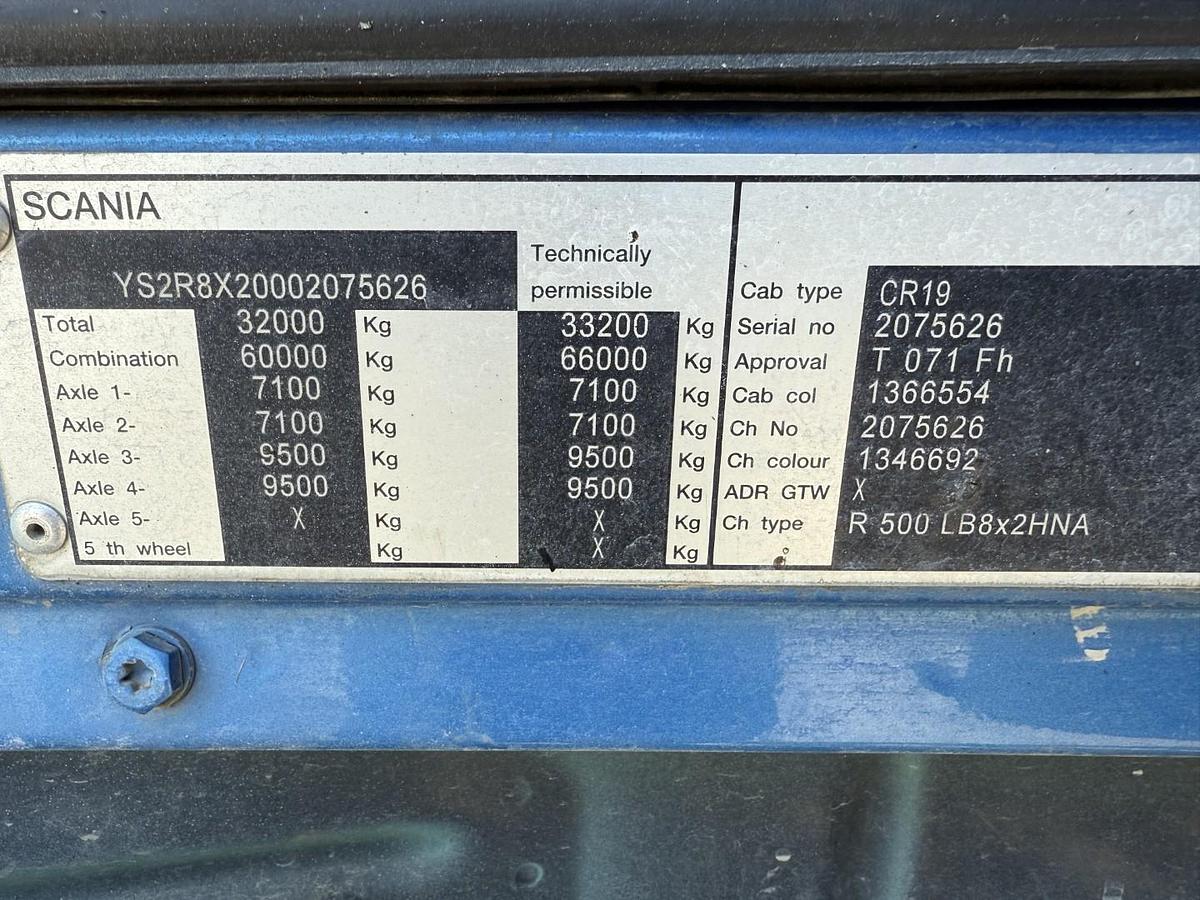 SCANIA
YS2R8X20002075626
Technically
permissible
Total 32000 Kg 33200 Kg
Combination 60000 Kg 66000 Kg
Axle 1- 7100 Kg 7100 Kg
Axle 2- 7100 Kg 7100 Kg
Axle 3- 9500 Kg 9500 Kg
Axle 4- 9500 Kg 9500 Kg
Axle 5- X Kg X Kg
5 th wheel Kg X Kg
Cab type CR19
Serial no 2075626
Approval T 071 Fh
Cab col 1366554
Ch No 2075626
Ch colour 1346692
ADR GTW X
Ch type R 500 LB8x2HNA